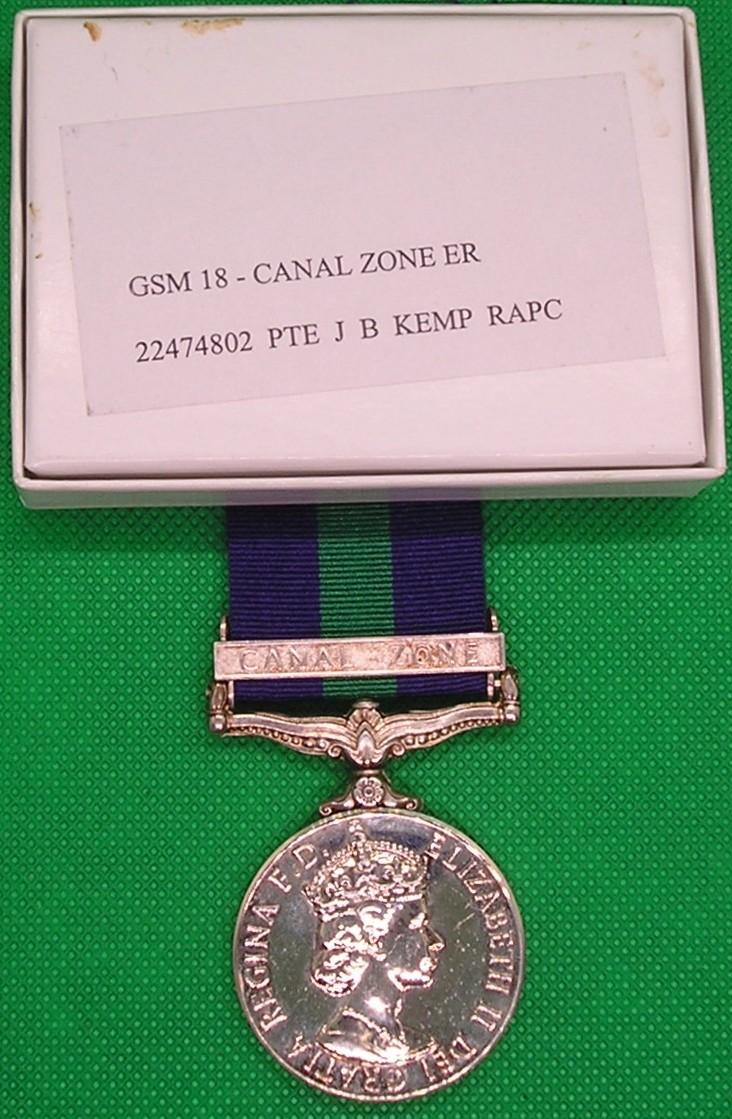 GSM 18 - CANAL ZONE ER
22474802 PTE J B KEMP RAPC
CANAL ZONE
ELIZABETH II DEI GRATIA REGINA F.D.